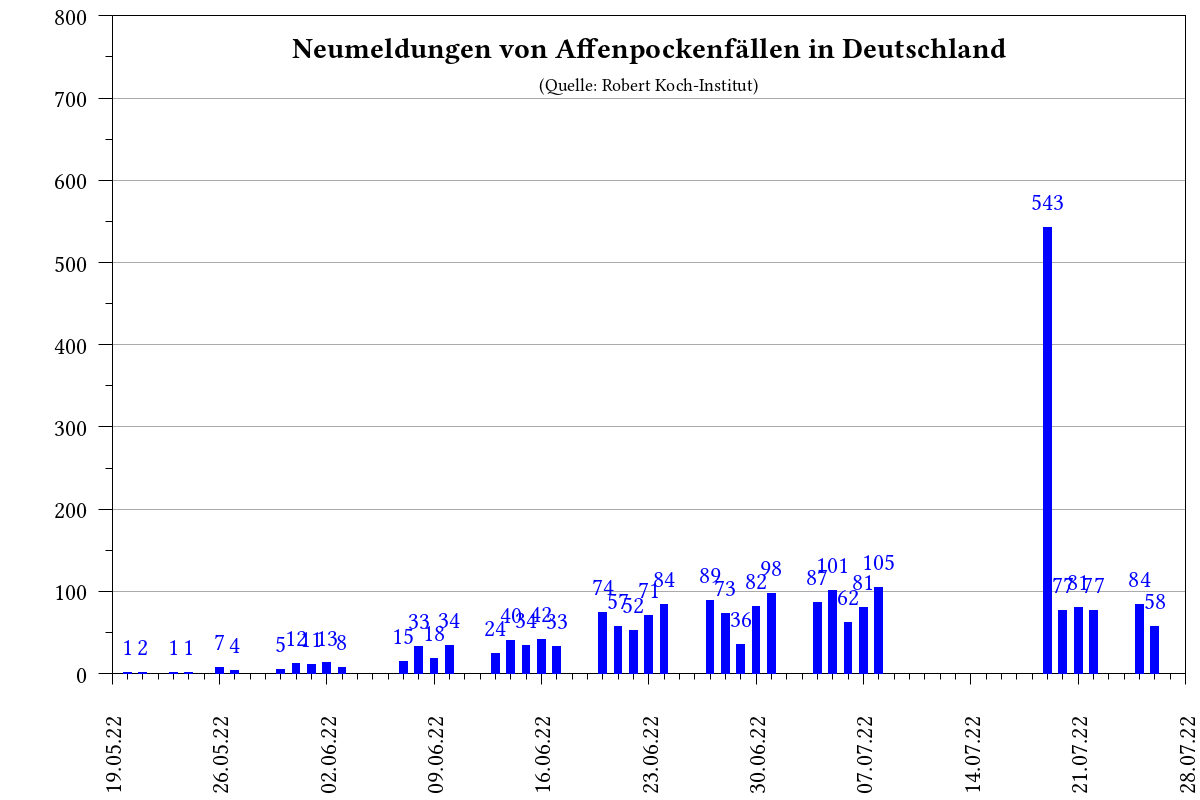 Neumeldungen von Affenpockenfällen in Deutschland
(Quelle: Robert Koch-Institut)
800
700
600
500
400
300
200
100
0
1 2 1 1 7 4 5 12 11 13 8 15 33 18 34 24 40 34 42 33 74 57 52 71 84 89 73 36 82 98 87 101 62 81 105 543 77 81 77 84 58
19.05.22 26.05.22 02.06.22 09.06.22 16.06.22 23.06.22 30.06.22 07.07.22 14.07.22 21.07.22 28.07.22